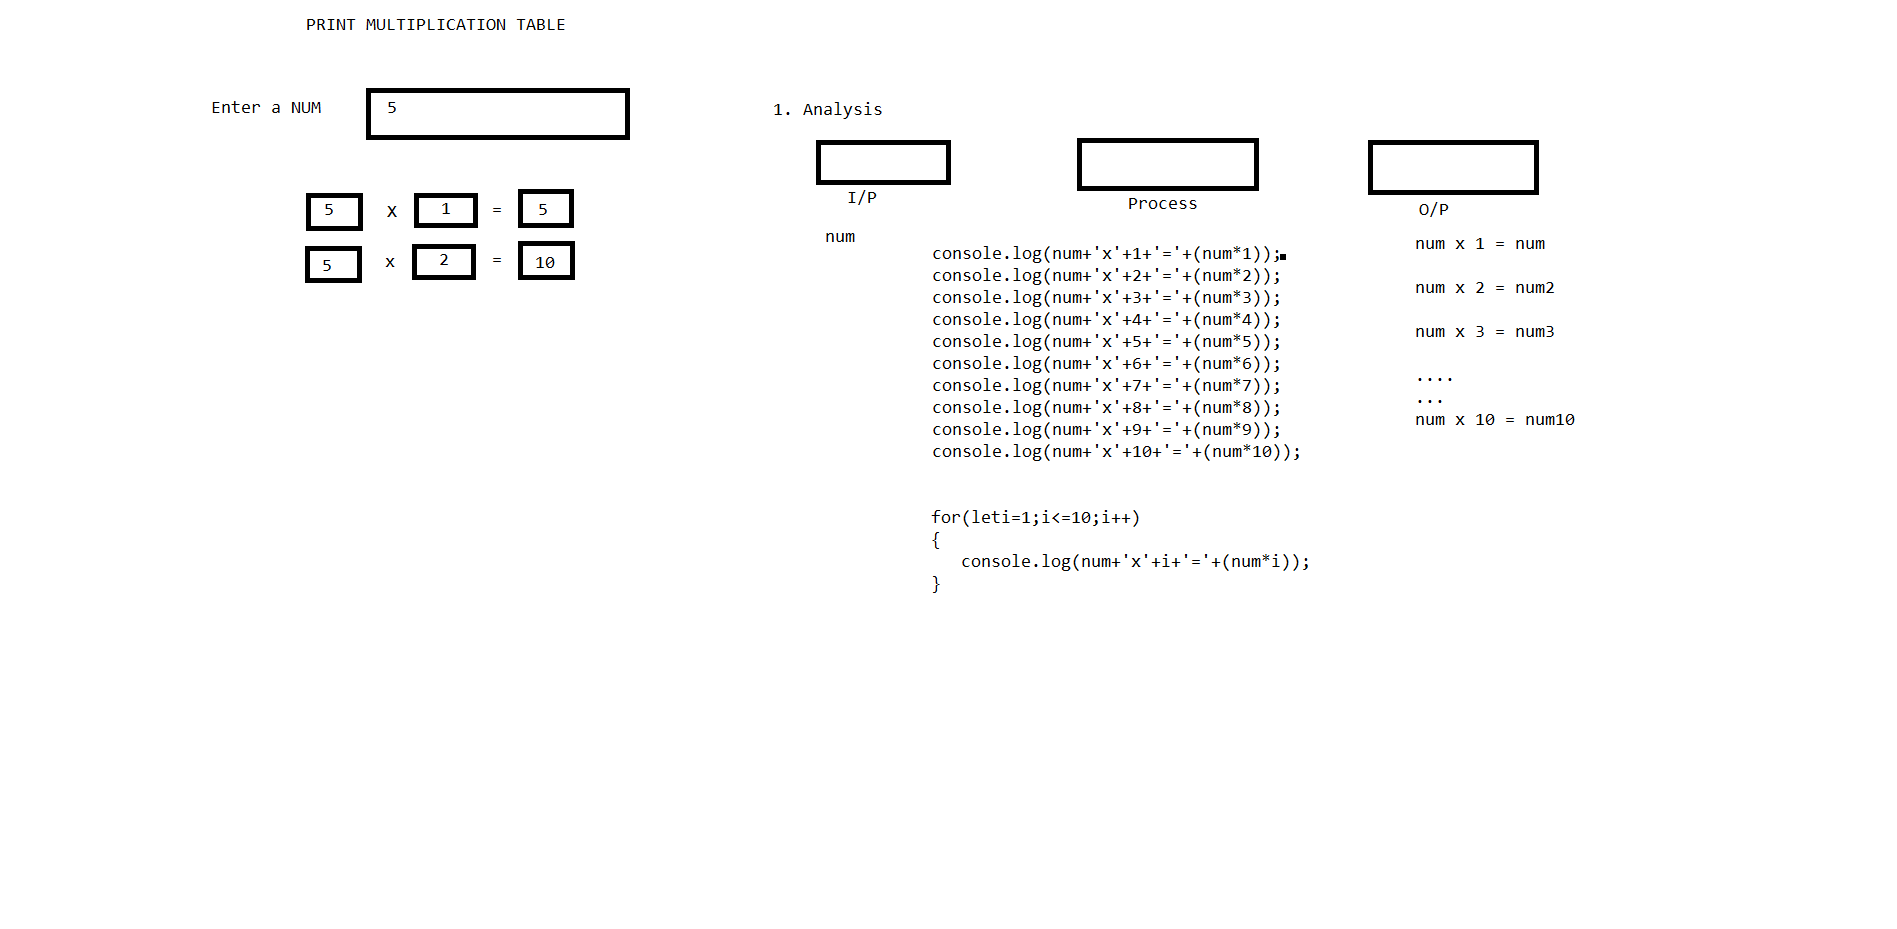 PRINT MULTIPLICATION TABLE
Enter a NUM 5
5 x 1 = 5
5 x 2 = 10
1. Analysis
I/P
Process
O/P
num
console.log(num+'x'+1+'='+(num*1));
console.log(num+'x'+2+'='+(num*2));
console.log(num+'x'+3+'='+(num*3));
console.log(num+'x'+4+'='+(num*4));
console.log(num+'x'+5+'='+(num*5));
console.log(num+'x'+6+'='+(num*6));
console.log(num+'x'+7+'='+(num*7));
console.log(num+'x'+8+'='+(num*8));
console.log(num+'x'+9+'='+(num*9));
console.log(num+'x'+10+'='+(num*10));
for(leti=1;i<=10;i++)
{
console.log(num+'x'+i+'='+(num*i));
}
num x 1 = num
num x 2 = num2
num x 3 = num3
....
...
num x 10 = num10